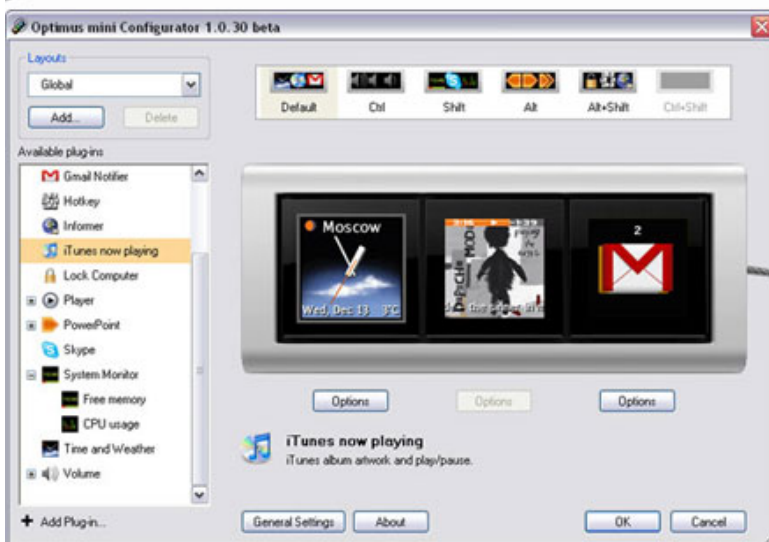 Optimus mini Configurator 1.0.30 beta
Layouts
Global
Add...
Delete
Default
Ctrl
Shift
Alt
Alt+Shift
Ctrl+Shift
Available plug-ins
Gmail Notifier
Hotkey
Informer
iTunes now playing
Lock Computer
Player
PowerPoint
Skype
System Monitor
Free memory
CPU usage
Time and Weather
Volume
Add Plug-in...
Moscow
Wed, Dec 13 3°C
DEPECHE MODE
2
Options
Options
Options
iTunes now playing
iTunes album artwork and play/pause.
General Settings
About
OK
Cancel